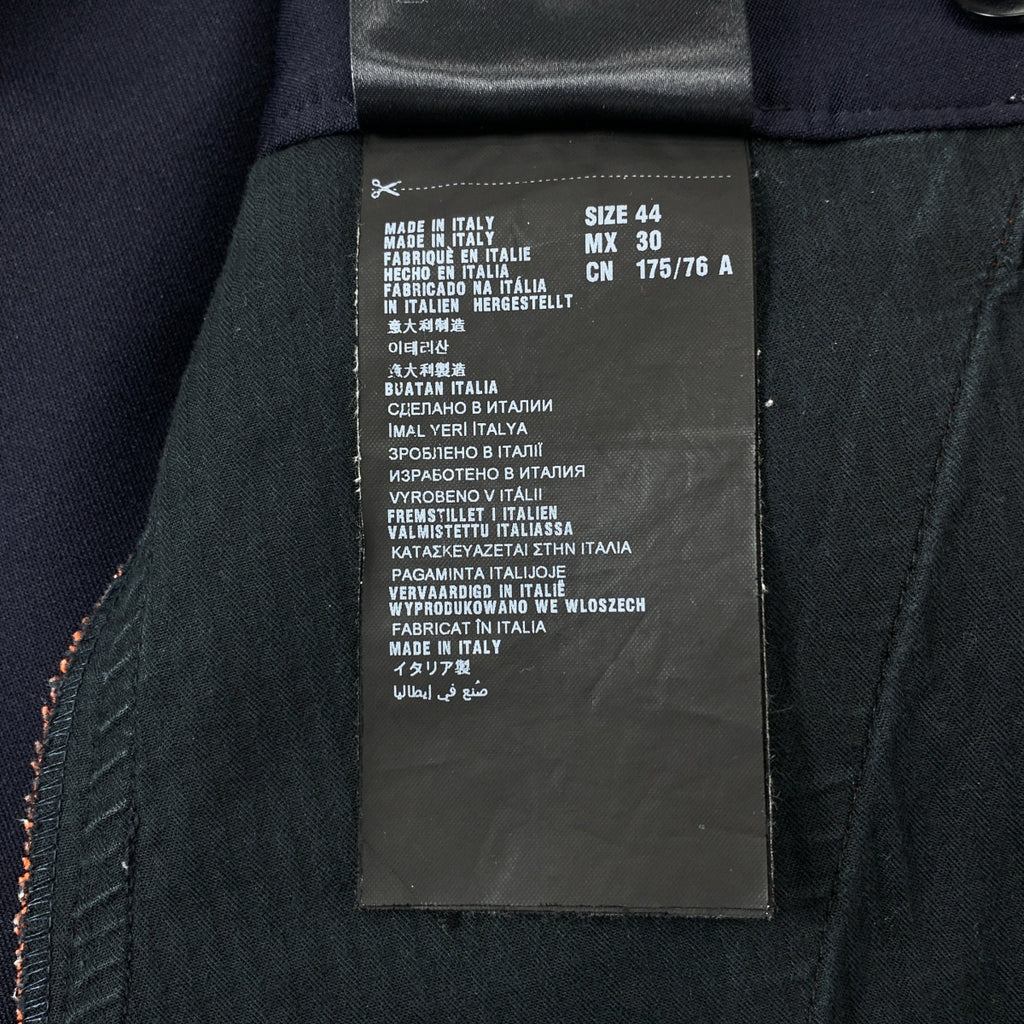 MADE IN ITALY
MADE IN ITALY
FABRIQUÈ EN ITALIE
HECHO EN ITALIA
FABRICADO NA ITÁLIA
IN ITALIEN HERGESTELLT
意大利制造
이태리산
意大利製造
BUATAN ITALIA
СДЕЛАНО В ИТАЛИИ
İMAL YERİ İTALYA
ЗРОБЛЕНО В ІТАЛІЇ
ИЗРАБОТЕНО В ИТАЛИЯ
VYROBENO V ITÁLII
FREMSTILLET I ITALIEN
VALMISTETTU ITALIASSA
ΚΑΤΑΣΚΕΥΑΖΕΤΑΙ ΣΤΗΝ ΙΤΑΛΙΑ
PAGAMINTA ITALIJOJE
VERVAARDIGD IN ITALIË
WYPRODUKOWANO WE WLOSZECH
FABRICAT ÎN ITALIA
MADE IN ITALY
イタリア製
صُنع في إيطاليا
SIZE 44
MX 30
CN 175/76 A